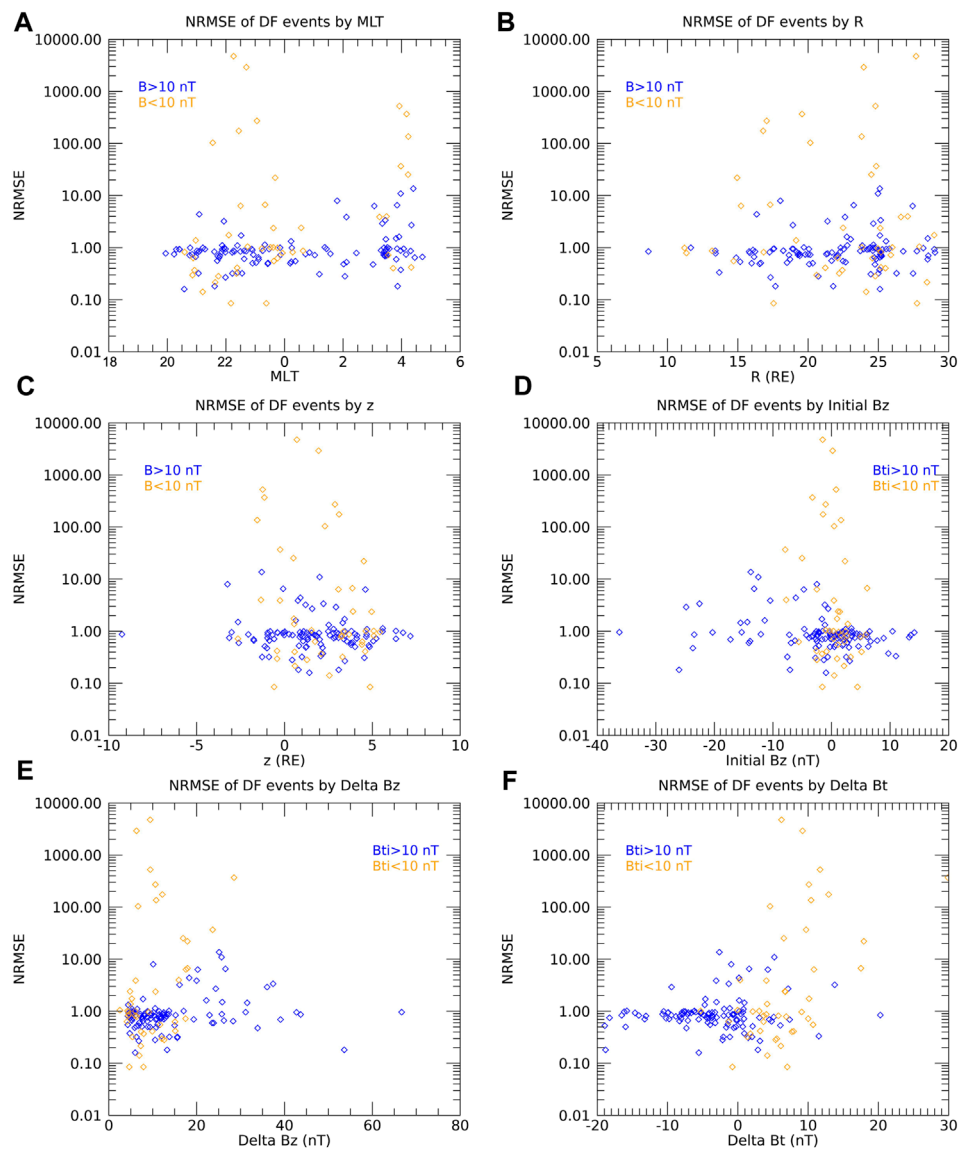 A
NRMSE of DF events by MLT
10000.00
1000.00
100.00
10.00
1.00
0.10
0.01
NRMSE
B>10 nT
B<10 nT
18 20 22 0 2 4 6
MLT
B
NRMSE of DF events by R
10000.00
1000.00
100.00
10.00
1.00
0.10
0.01
NRMSE
B>10 nT
B<10 nT
5 10 15 20 25 30
R (RE)
C
NRMSE of DF events by z
10000.00
1000.00
100.00
10.00
1.00
0.10
0.01
NRMSE
B>10 nT
B<10 nT
-10 -5 0 5 10
z (RE)
D
NRMSE of DF events by Initial Bz
10000.00
1000.00
100.00
10.00
1.00
0.10
0.01
NRMSE
Bti>10 nT
Bti<10 nT
-40 -30 -20 -10 0 10 20
Initial Bz (nT)
E
NRMSE of DF events by Delta Bz
10000.00
1000.00
100.00
10.00
1.00
0.10
0.01
NRMSE
Bti>10 nT
Bti<10 nT
0 20 40 60 80
Delta Bz (nT)
F
NRMSE of DF events by Delta Bt
10000.00
1000.00
100.00
10.00
1.00
0.10
0.01
NRMSE
Bti>10 nT
Bti<10 nT
-20 -10 0 10 20 30
Delta Bt (nT)